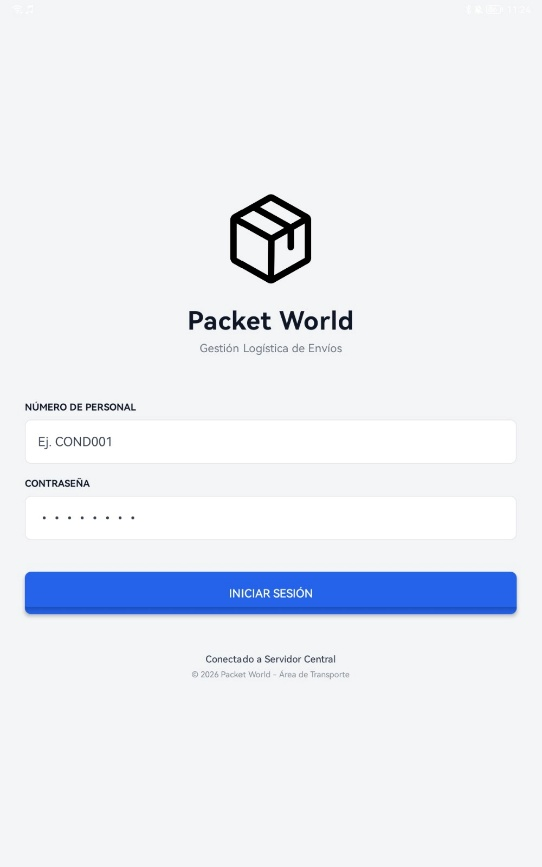 Packet World
Gestión Logística de Envíos
NÚMERO DE PERSONAL
Ej. COND001
CONTRASEÑA
INICIAR SESIÓN
Conectado a Servidor Central
© 2026 Packet World - Área de Transporte